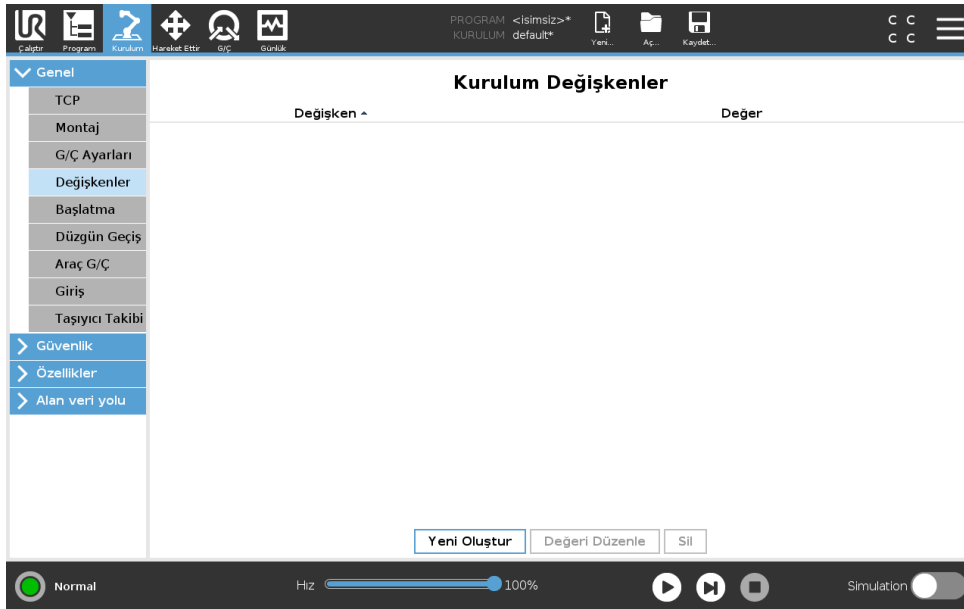 PROGRAM <isimsiz>*
KURULUM default*
C C
C C
Çalıştır Program Kurulum Hareket Ettir G/Ç Günlük Yeni... Aç... Kaydet...
Genel
TCP
Montaj
G/Ç Ayarları
Değişkenler
Başlatma
Düzgün Geçiş
Araç G/Ç
Giriş
Taşıyıcı Takibi
Güvenlik
Özellikler
Alan veri yolu
Kurulum Değişkenler
Değişken Değer
Yeni Oluştur Değeri Düzenle Sil
Normal Hız 100% Simulation